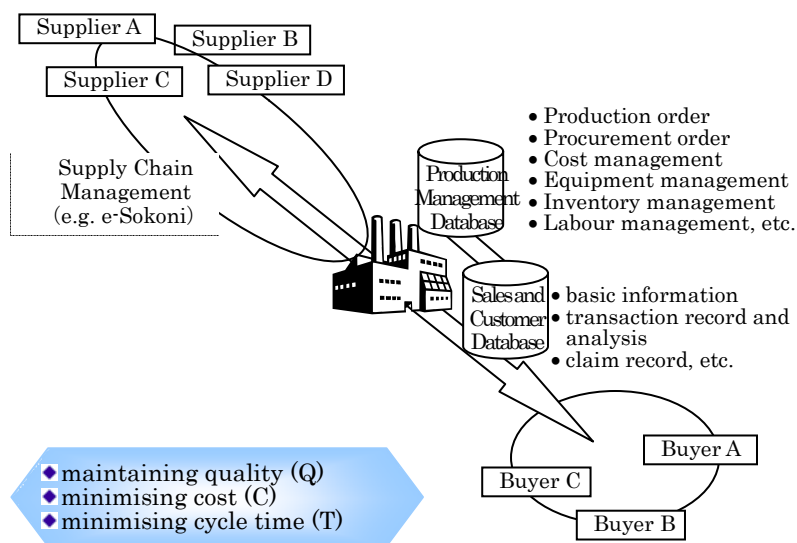 Supplier A
Supplier B
Supplier C
Supplier D
Supply Chain
Management
(e.g. e-Sokoni)
Production
Management
Database
• Production order
• Procurement order
• Cost management
• Equipment management
• Inventory management
• Labour management, etc.
Sales and
Customer
Database
• basic information
• transaction record and
analysis
• claim record, etc.
Buyer A
Buyer C
Buyer B
◆ maintaining quality (Q)
◆ minimising cost (C)
◆ minimising cycle time (T)